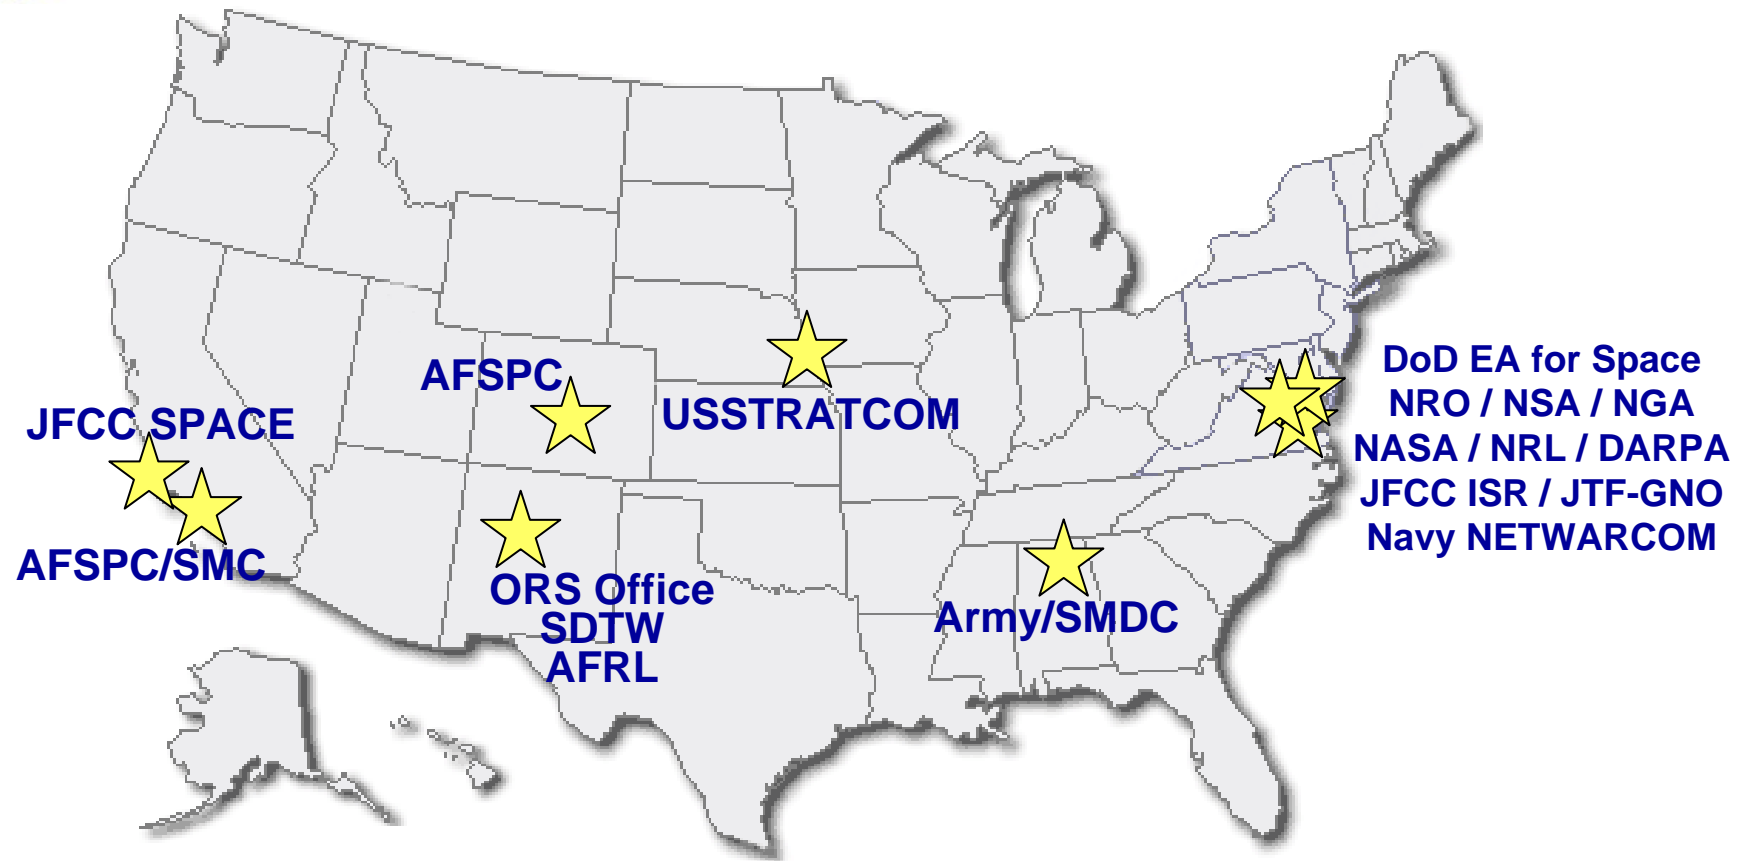 AFSPC
USSTRATCOM
JFCC SPACE
AFSPC/SMC
ORS Office
SDTW
AFRL
Army/SMDC
DoD EA for Space
NRO / NSA / NGA
NASA / NRL / DARPA
JFCC ISR / JTF-GNO
Navy NETWARCOM